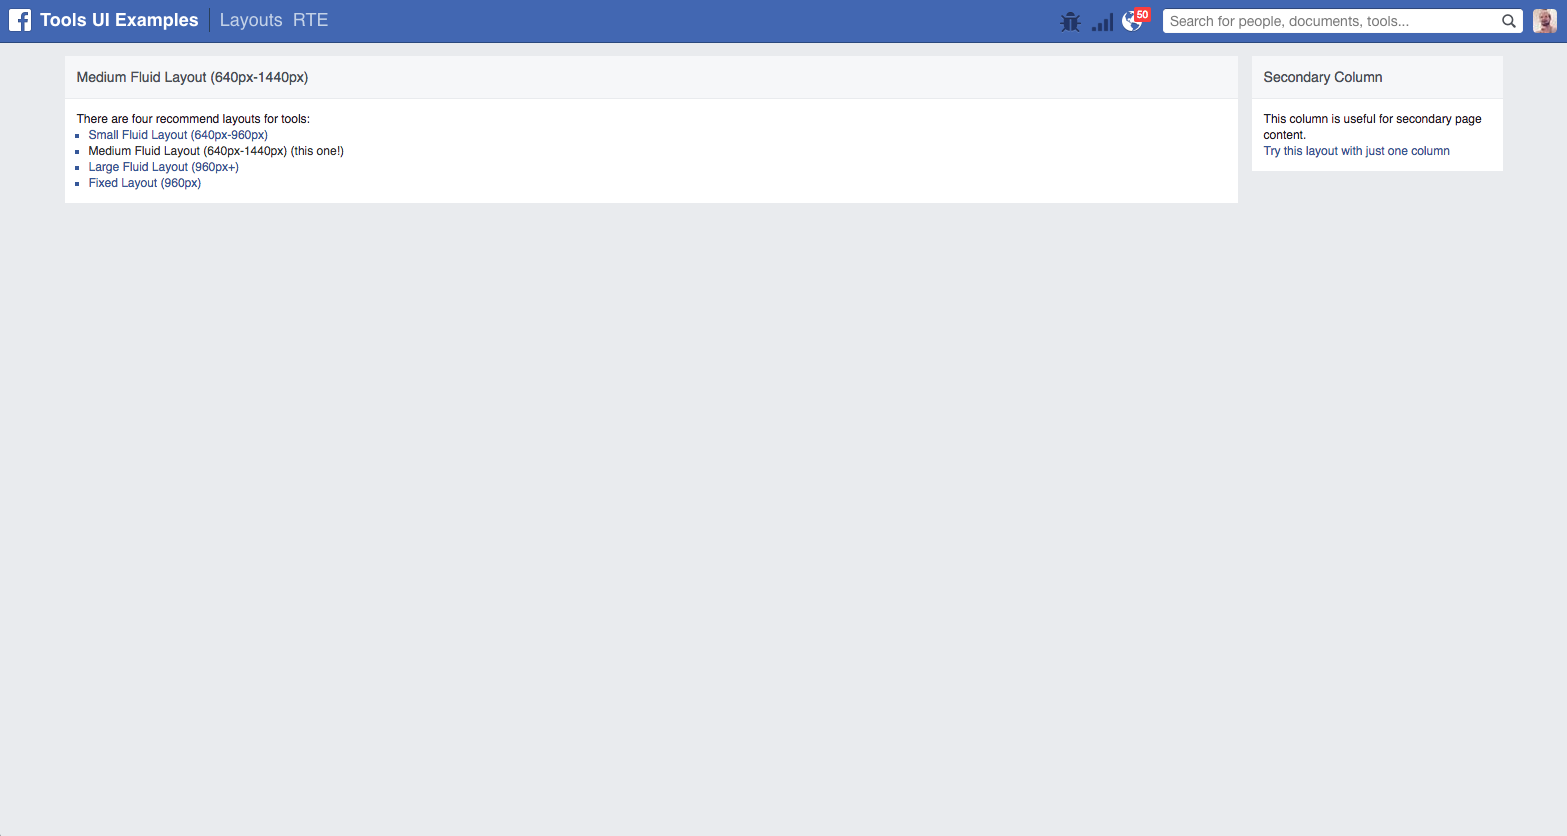 Tools UI Examples Layouts RTE
50
Search for people, documents, tools...
Medium Fluid Layout (640px-1440px)
There are four recommend layouts for tools:
Small Fluid Layout (640px-960px)
Medium Fluid Layout (640px-1440px) (this one!)
Large Fluid Layout (960px+)
Fixed Layout (960px)
Secondary Column
This column is useful for secondary page
content.
Try this layout with just one column